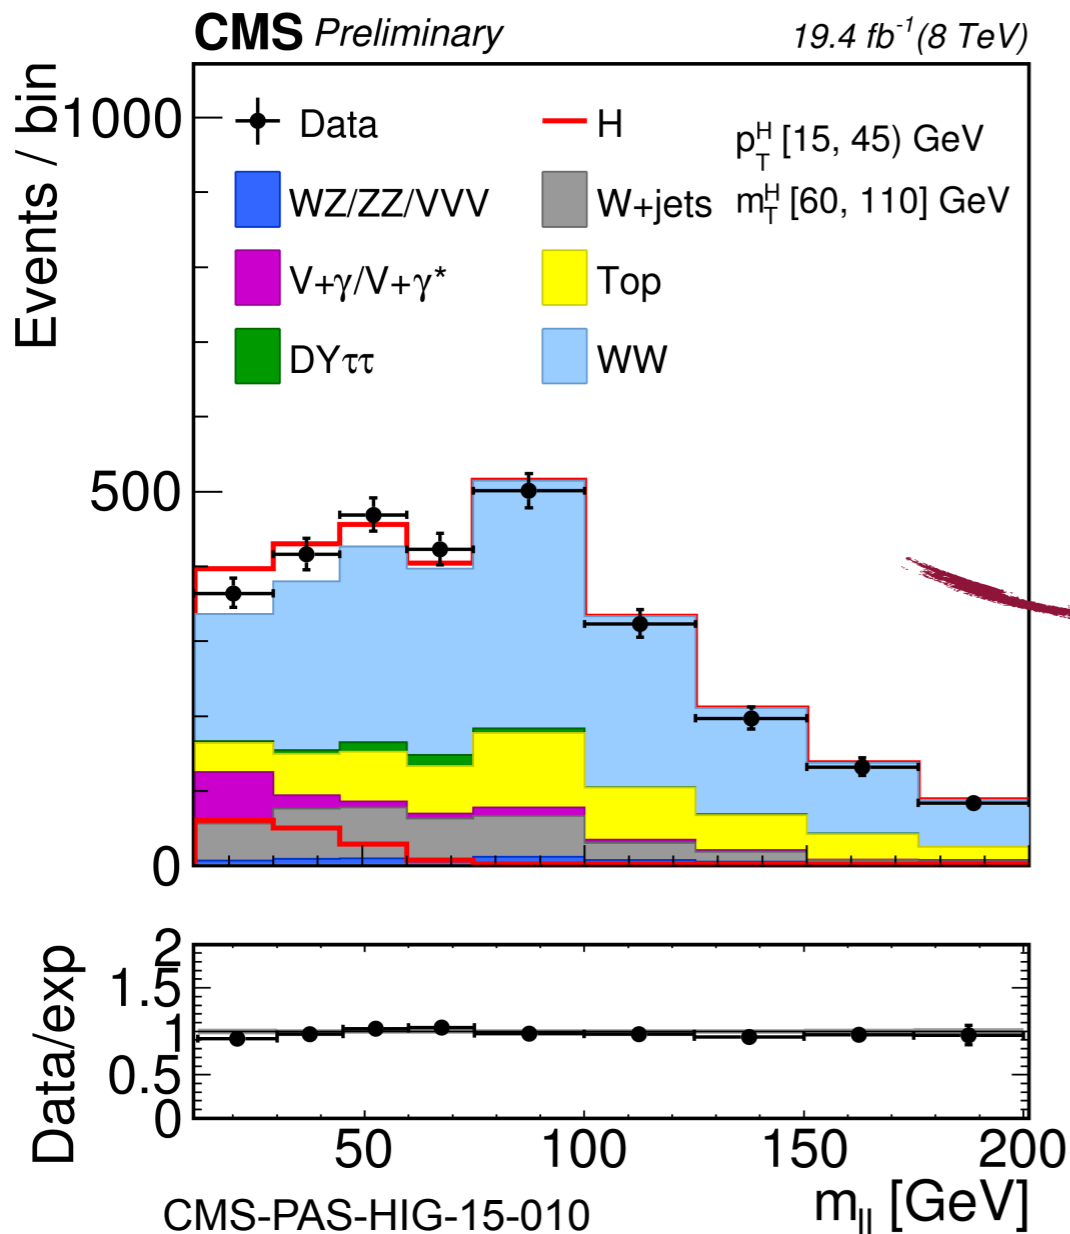 CMS Preliminary 19.4 fb⁻¹(8 TeV)
Events / bin
1000
500
0
Data
H
p_T^H [15, 45) GeV
WZ/ZZ/VVV
W+jets
m_T^H [60, 110] GeV
V+γ/V+γ*
Top
DYττ
WW
Data/exp
2
1.5
1
0.5
0
50 100 150 200
m_ll [GeV]
CMS-PAS-HIG-15-010